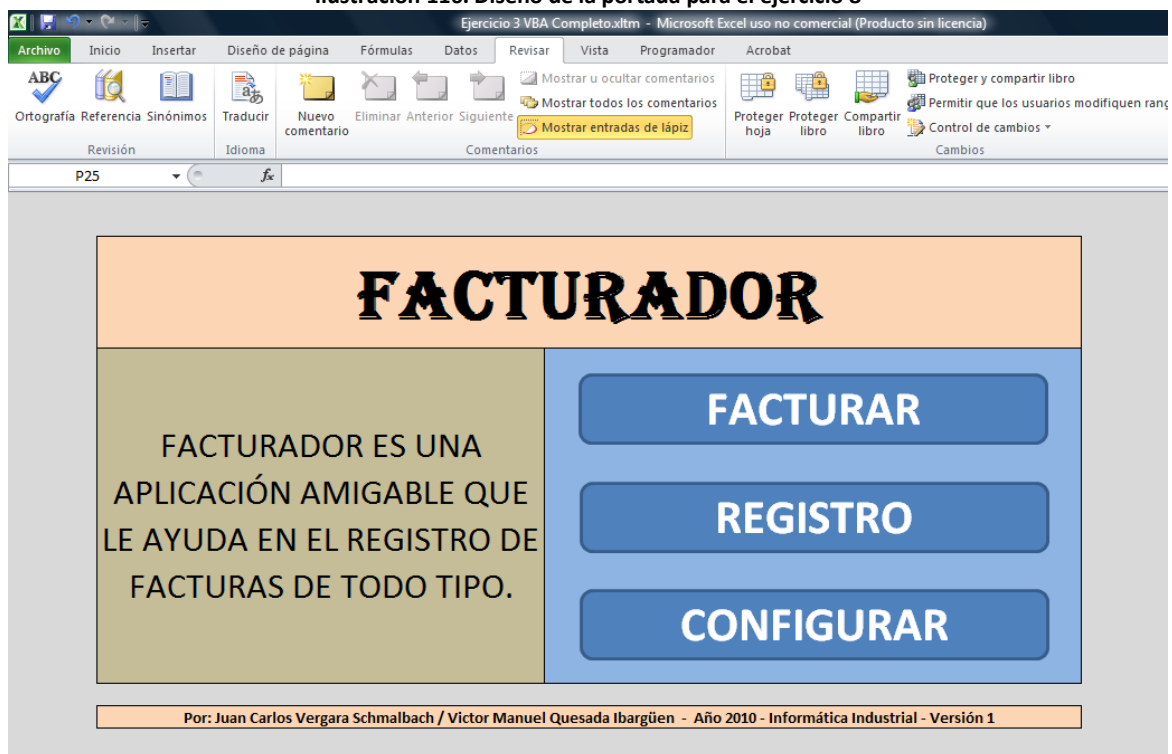 Ilustración 110. Diseño de la portada para el ejercicio 3
Ejercicio 3 VBA Completo.xltm - Microsoft Excel uso no comercial (Producto sin licencia)
Archivo Inicio Insertar Diseño de página Fórmulas Datos Revisar Vista Programador Acrobat
ABC
Ortografía Referencia Sinónimos Traducir Nuevo comentario Eliminar Anterior Siguiente
Mostrar u ocultar comentarios
Mostrar todos los comentarios
Mostrar entradas de lápiz
Proteger hoja Proteger libro Compartir libro
Proteger y compartir libro
Permitir que los usuarios modifiquen rang
Control de cambios
Revisión Idioma Comentarios Cambios
P25 fx
FACTURADOR
FACTURADOR ES UNA
APLICACIÓN AMIGABLE QUE
LE AYUDA EN EL REGISTRO DE
FACTURAS DE TODO TIPO.
FACTURAR
REGISTRO
CONFIGURAR
Por: Juan Carlos Vergara Schmalbach / Victor Manuel Quesada Ibargüen - Año 2010 - Informática Industrial - Versión 1